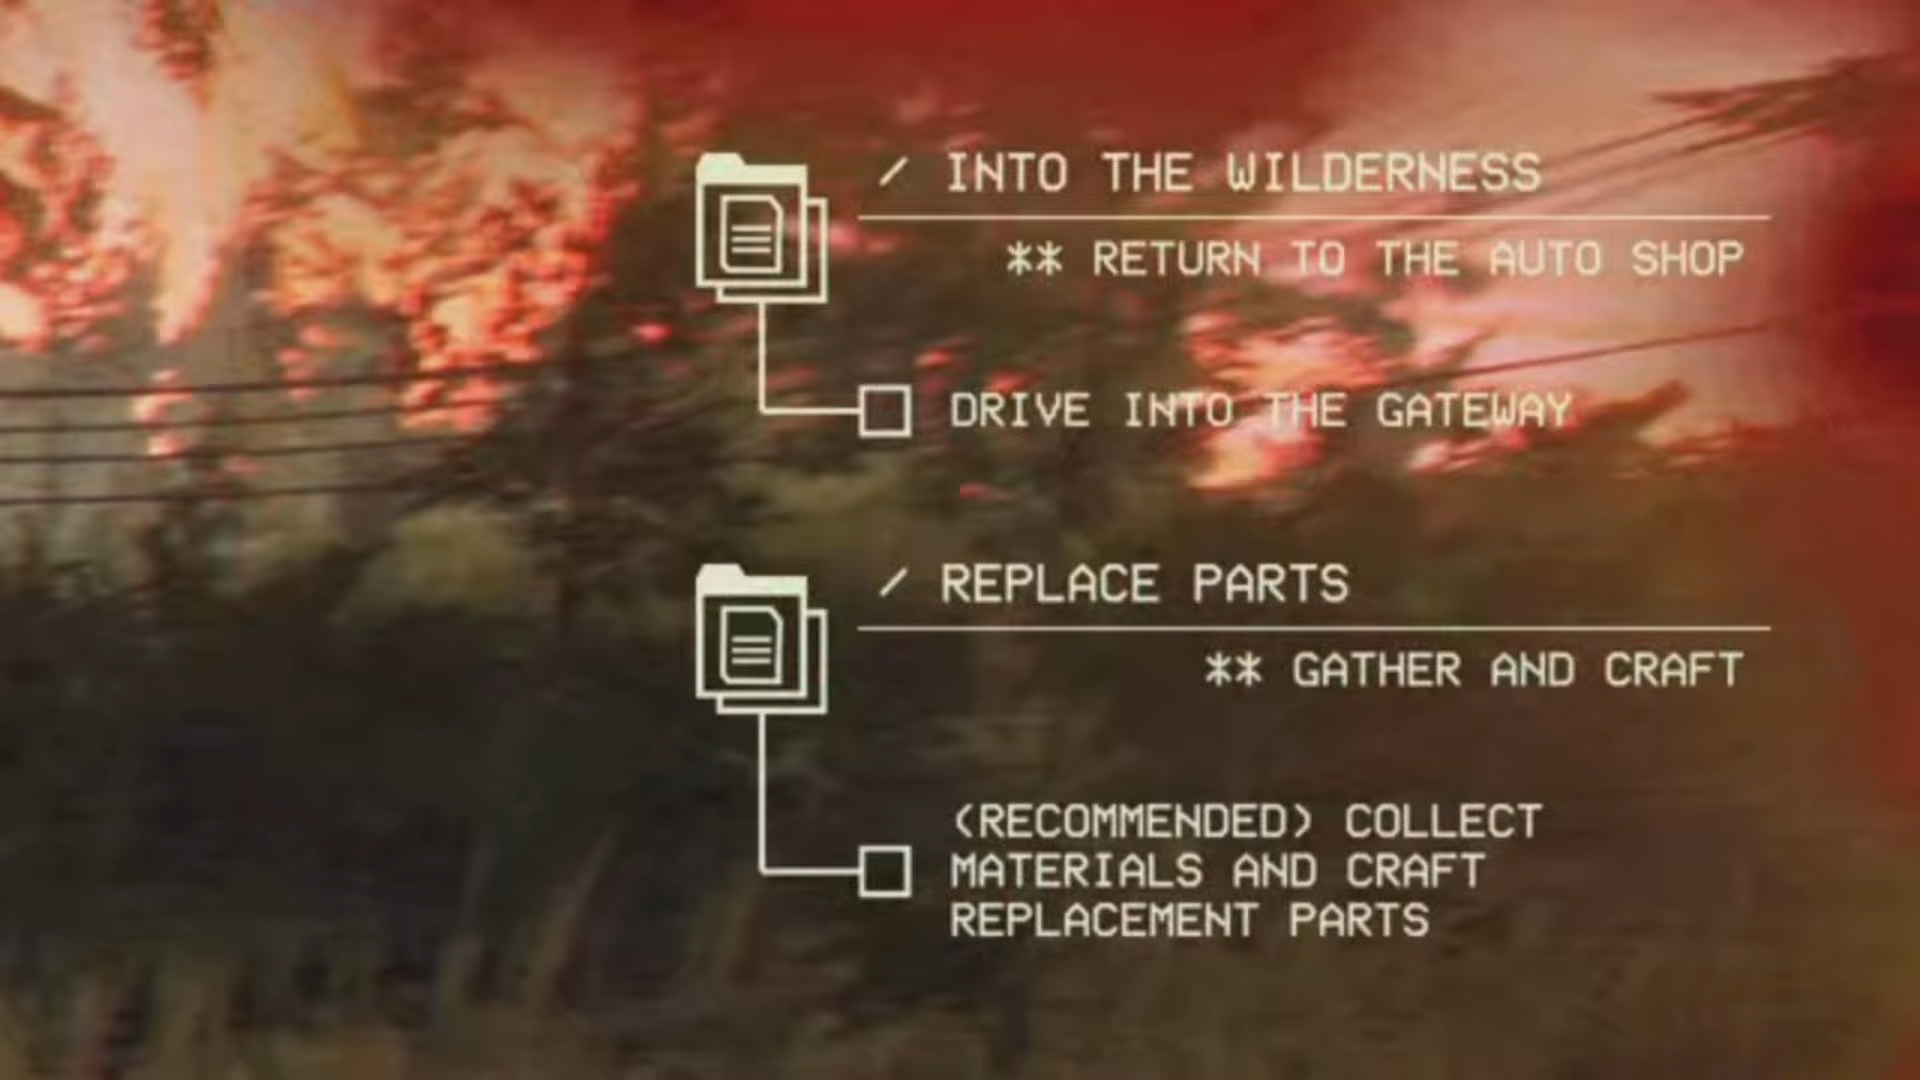 / INTO THE WILDERNESS
** RETURN TO THE AUTO SHOP
DRIVE INTO THE GATEWAY
/ REPLACE PARTS
** GATHER AND CRAFT
(RECOMMENDED) COLLECT
MATERIALS AND CRAFT
REPLACEMENT PARTS